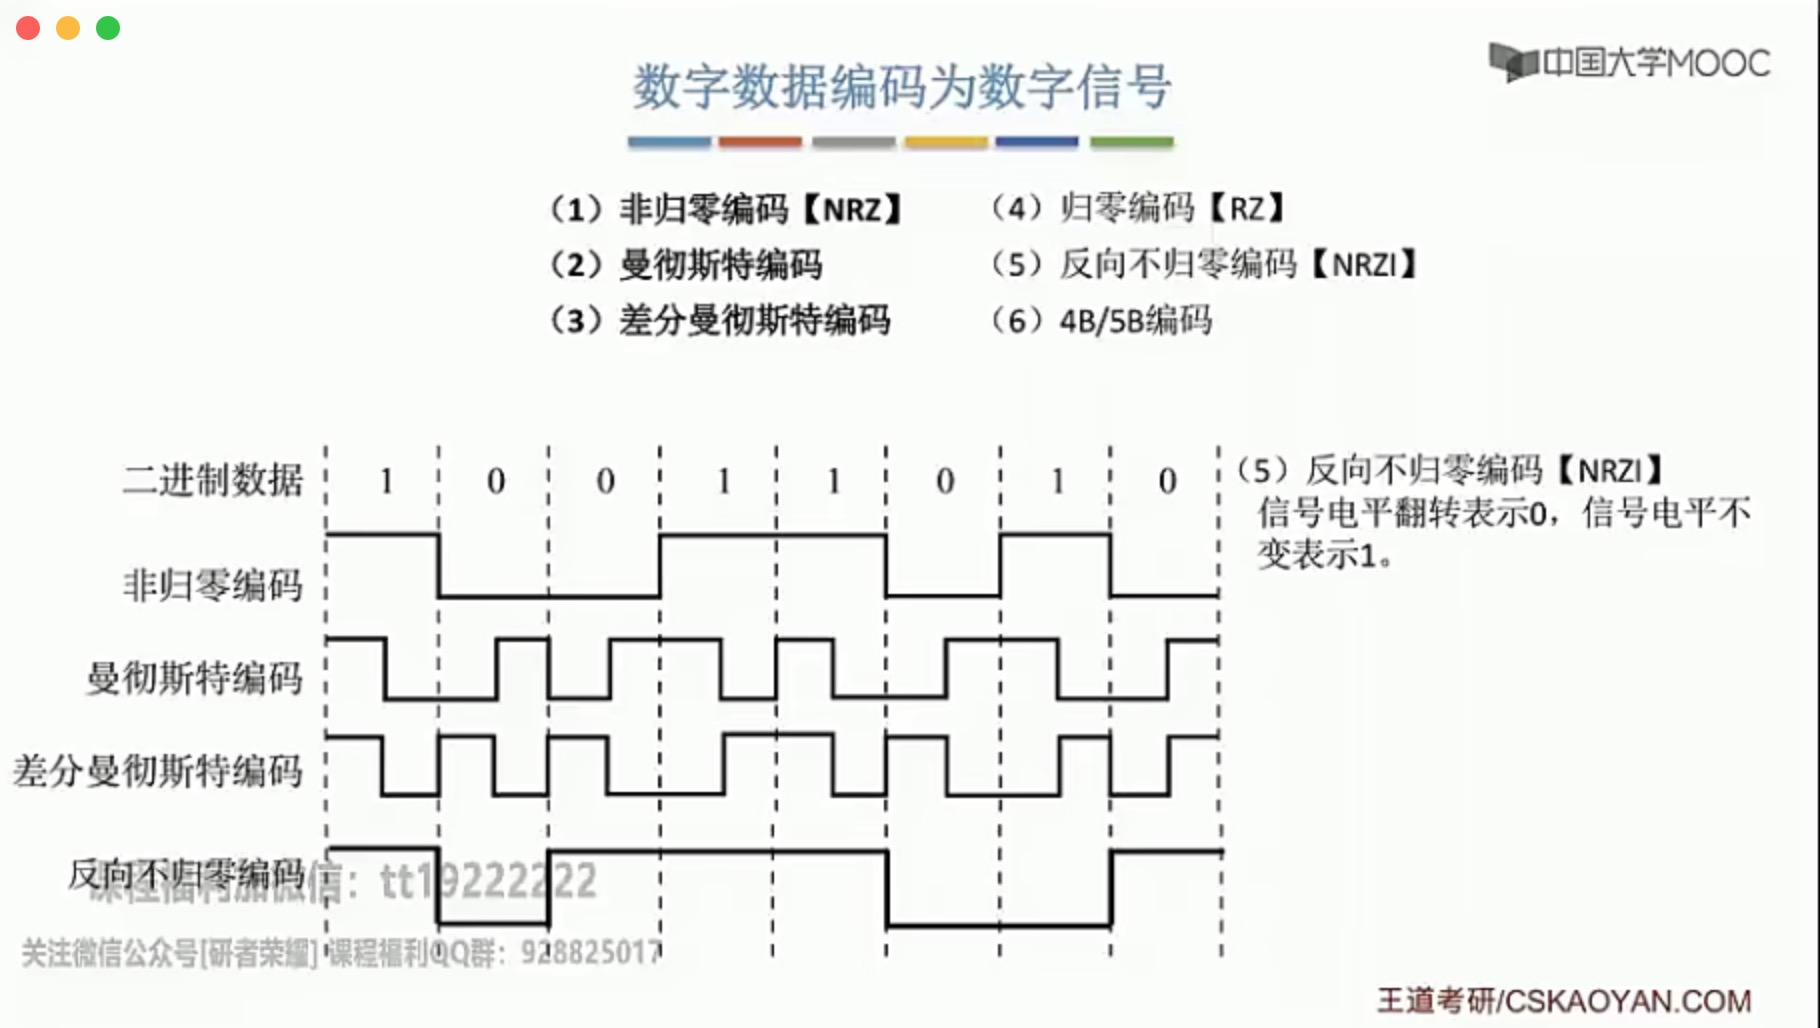 中国大学MOOC
数字数据编码为数字信号
（1）非归零编码【NRZ】
（2）曼彻斯特编码
（3）差分曼彻斯特编码
（4）归零编码【RZ】
（5）反向不归零编码【NRZI】
（6）4B/5B编码
二进制数据 1 0 0 1 1 0 1 0
非归零编码
曼彻斯特编码
差分曼彻斯特编码
反向不归零编码
（5）反向不归零编码【NRZI】
信号电平翻转表示0，信号电平不
变表示1。
课程福利加微信：tt19222222
关注微信公众号[研者荣耀] 课程福利QQ群：928825017
王道考研/CSKAOYAN.COM